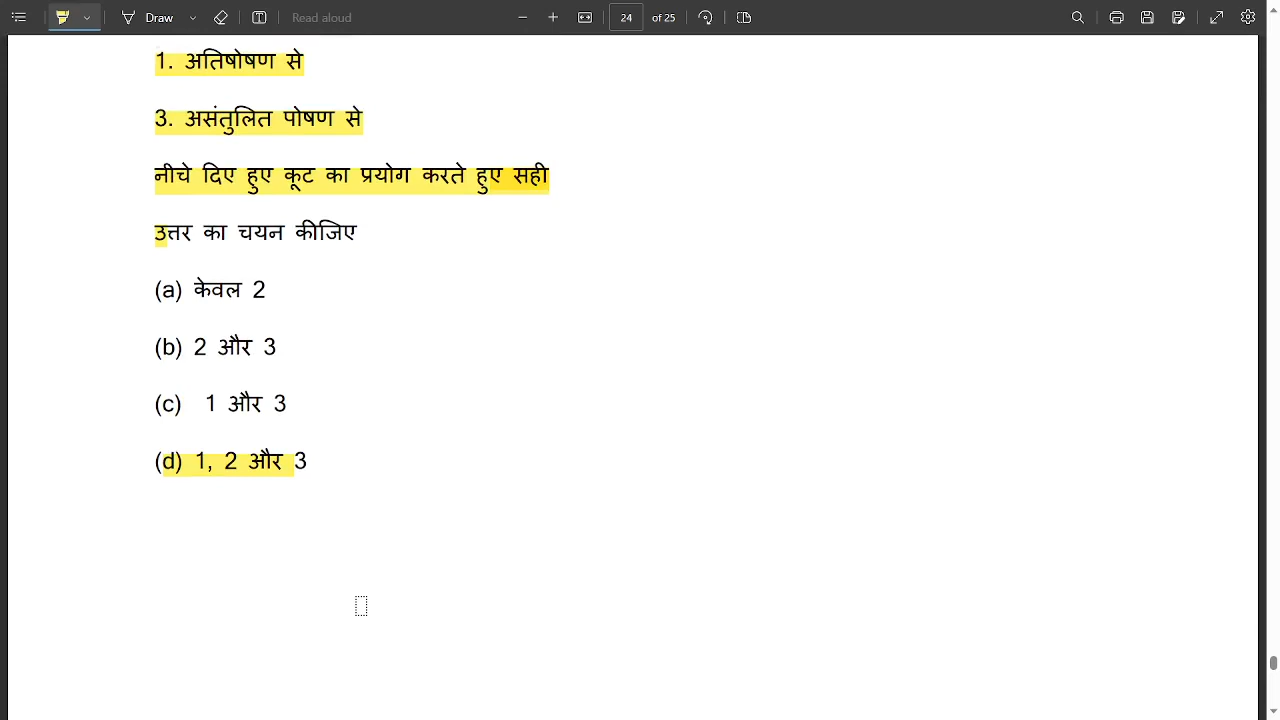 Draw
Read aloud
24 of 25
1. अतिषोषण से
3. असंतुलित पोषण से
नीचे दिए हुए कूट का प्रयोग करते हुए सही
उत्तर का चयन कीजिए
(a) केवल 2
(b) 2 और 3
(c) 1 और 3
(d) 1, 2 और 3